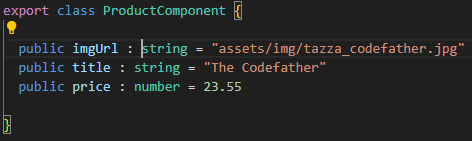 export class ProductComponent {
public imgUrl : string = "assets/img/tazza_codefather.jpg"
public title : string = "The Codefather"
public price : number = 23.55
}